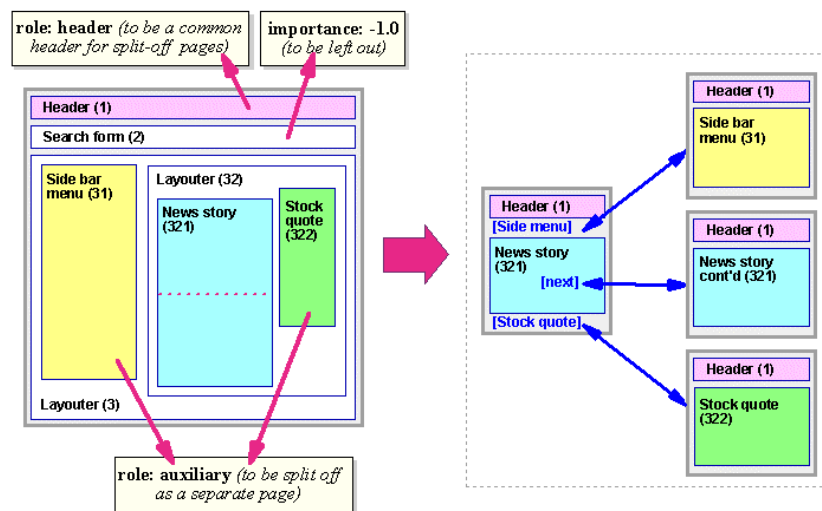 role: header (to be a common
header for split-off pages)
importance: -1.0
(to be left out)
Header (1)
Search form (2)
Side bar
menu (31)
Layouter (32)
News story
(321)
Stock
quote
(322)
Layouter (3)
role: auxiliary (to be split off
as a separate page)
Header (1)
[Side menu]
News story
(321)
[next]
[Stock quote]
Header (1)
Side bar
menu (31)
Header (1)
News story
cont'd (321)
Header (1)
Stock quote
(322)